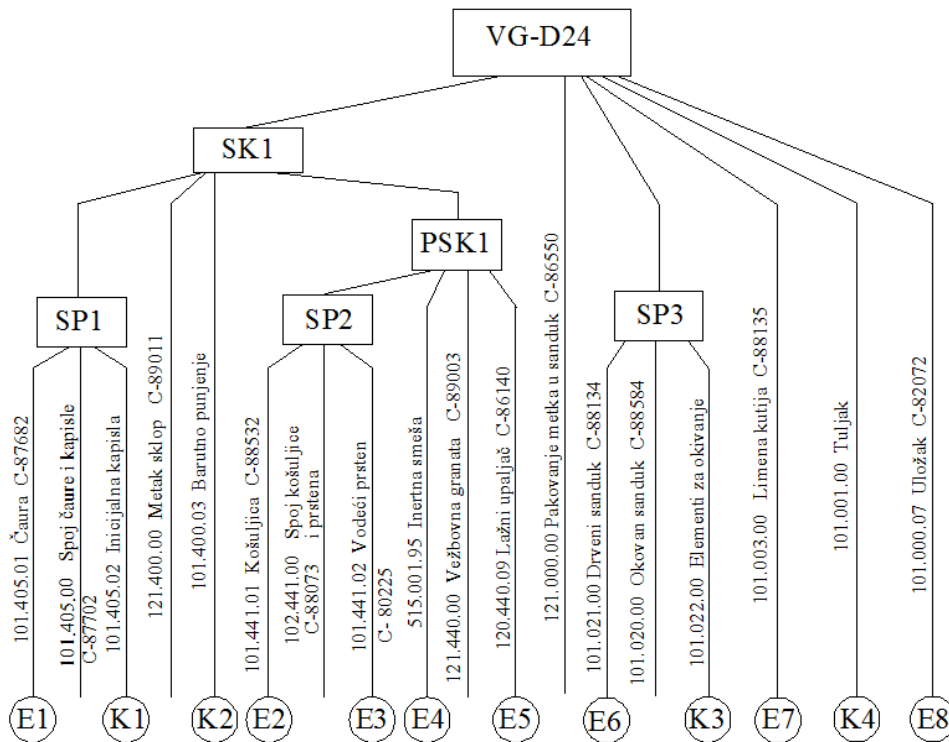 VG-D24
SK1
PSK1
SP1
SP2
SP3
101.405.01 Čaura C-87682
101.405.00 Spoj čaure i kapisle
C-87702
101.405.02 Inicijalna kapisla
121.400.00 Metak sklop C-89011
101.400.03 Barutno punjenje
101.441.01 Košuljica C-88532
102.441.00 Spoj košuljice
C-88073 i prstena
101.441.02 Vodeći prsten
C- 80225
515.001.95 Inertna smeša
121.440.00 Vežbovna granata C-89003
120.440.09 Lažni upaljač C-86140
121.000.00 Pakovanje metka u sanduk C-86550
101.021.00 Drveni sanduk C-88134
101.020.00 Okovan sanduk C-88584
101.022.00 Elementi za okivanje
101.003.00 Limena kutija C-88135
101.001.00 Tuljak
101.000.07 Uložak C-82072
E1
K1
K2
E2
E3
E4
E5
E6
K3
E7
K4
E8